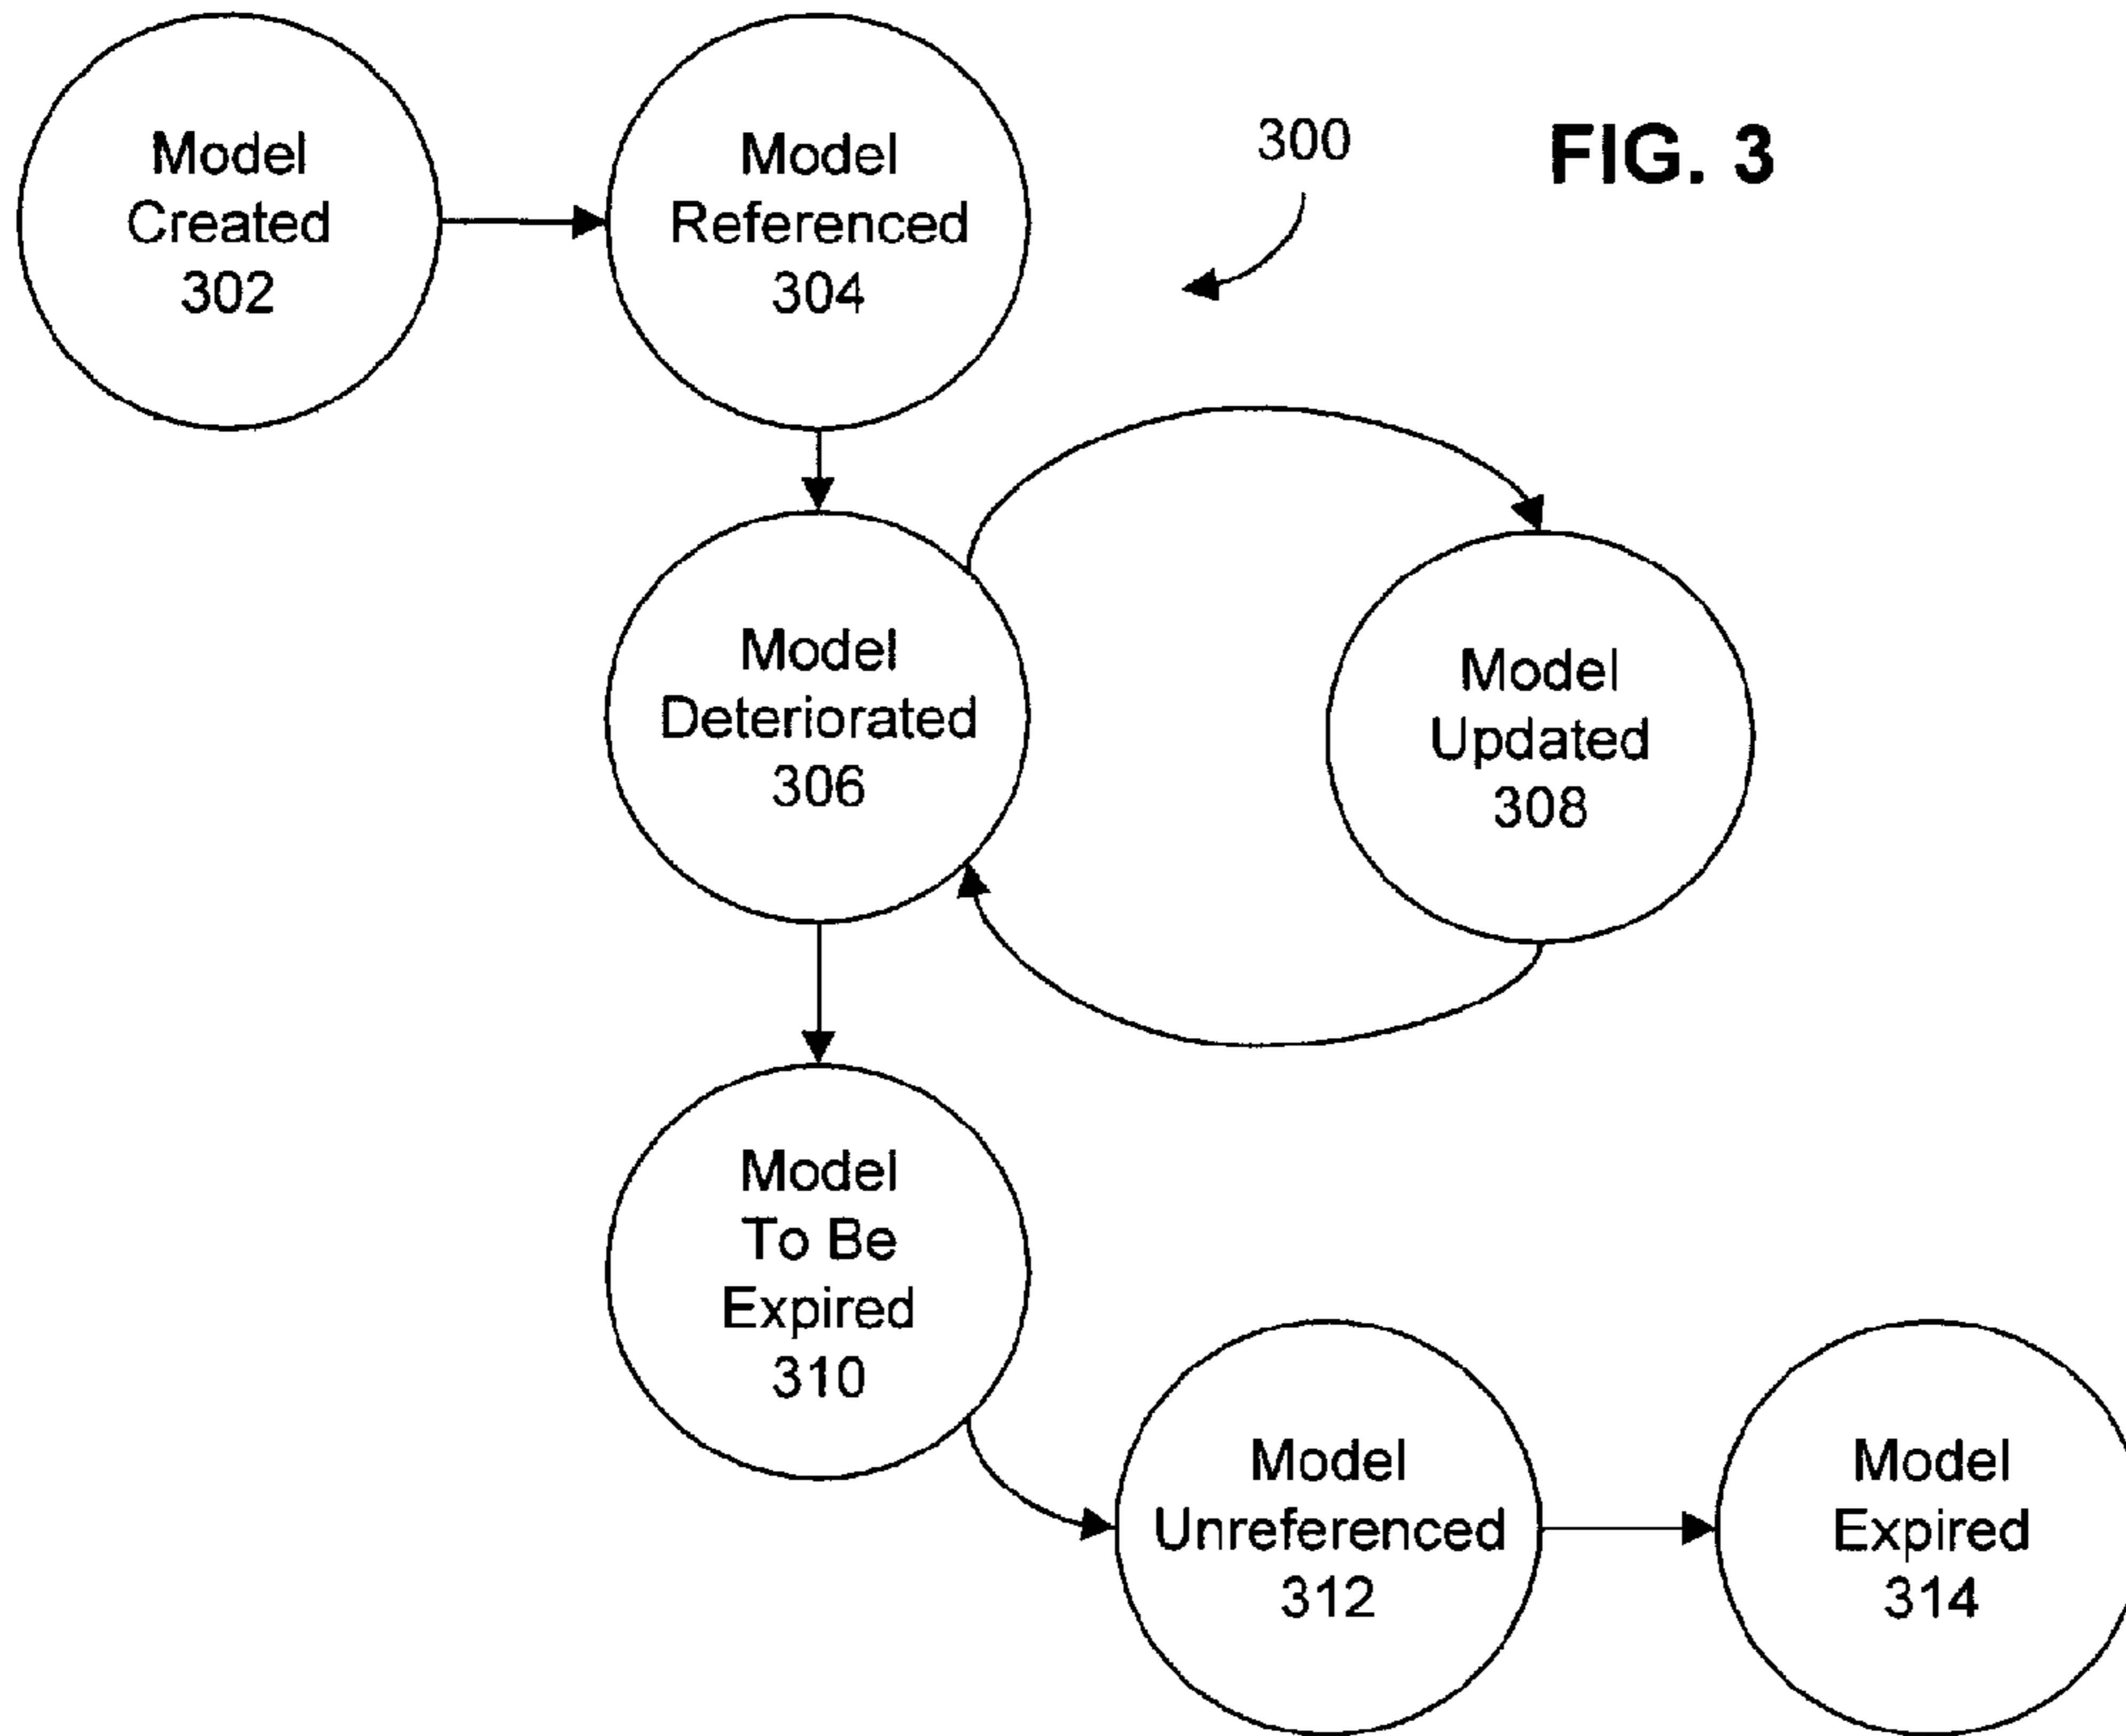 Model
Created
302
Model
Referenced
304
300
FIG. 3
Model
Deteriorated
306
Model
Updated
308
Model
To Be
Expired
310
Model
Unreferenced
312
Model
Expired
314